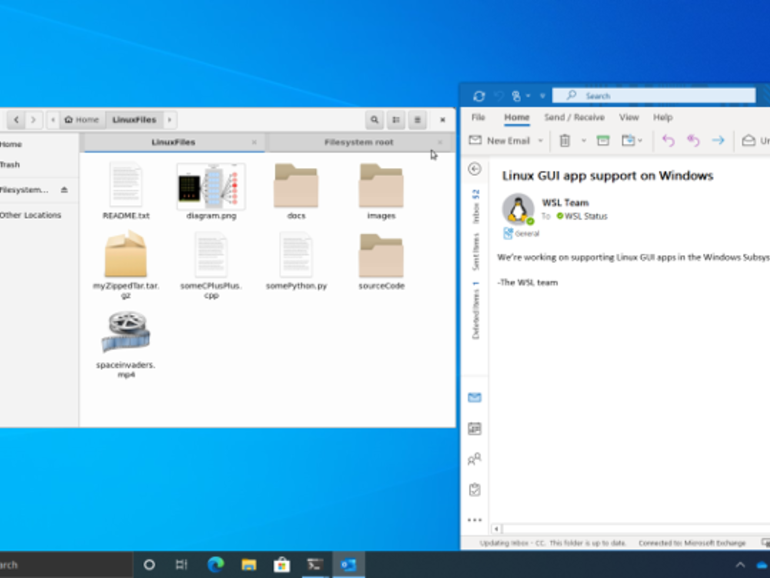 Home
LinuxFiles
Home
Trash
Filesystem...
Other Locations
LinuxFiles
Filesystem root
README.txt
diagram.png
docs
images
myZippedTar.tar.
gz
someCPlusPlus.
cpp
somePython.py
sourceCode
spaceinvaders.
mp4
Search
File
Home
Send / Receive
View
Help
New Email
Un
Inbox 52
Sent Items
Deleted Items 1
Linux GUI app support on Windows
WSL Team
To WSL Status
General
We're working on supporting Linux GUI apps in the Windows Subsys
-The WSL team
Updating Inbox - CC. This folder is up to date. Connected to: Microsoft Exchange
arch